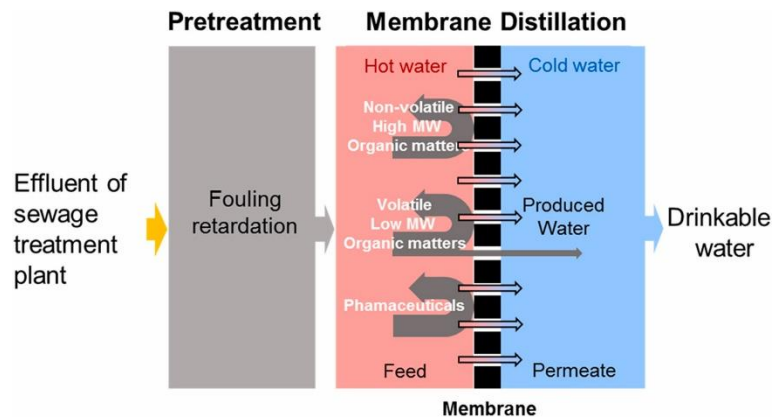 Pretreatment
Membrane Distillation
Hot water
Cold water
Non-volatile
High MW
Organic matters
Effluent of
sewage
treatment
plant
Fouling
retardation
Volatile
Low MW
Organic matters
Produced
Water
Drinkable
water
Phamaceuticals
Feed
Permeate
Membrane